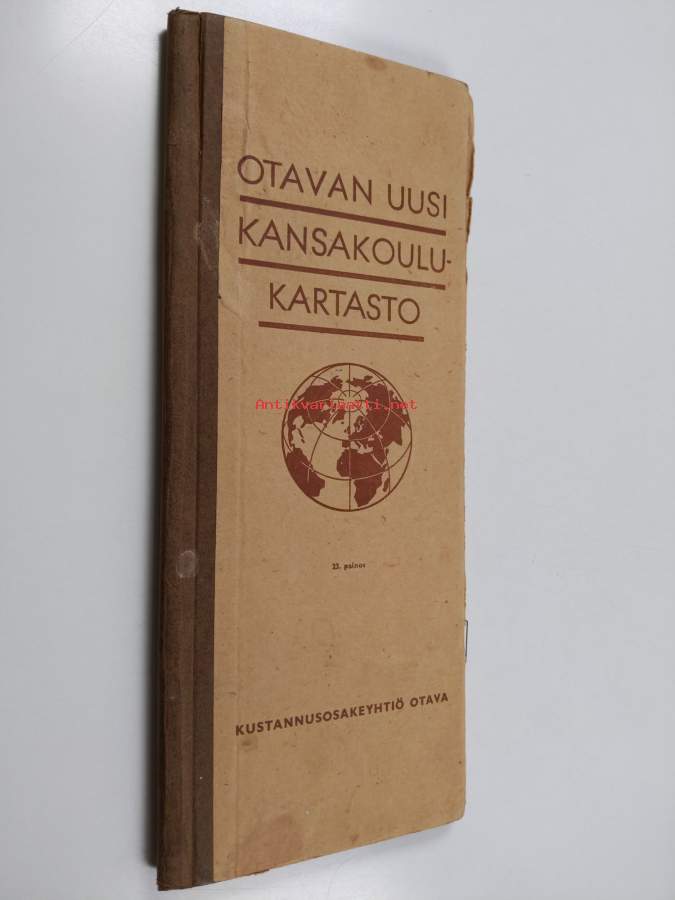 OTAVAN UUSI
KANSAKOULU-
KARTASTO
Antikvariaatti.net
23. painos
KUSTANNUSOSAKEYHTIÖ OTAVA